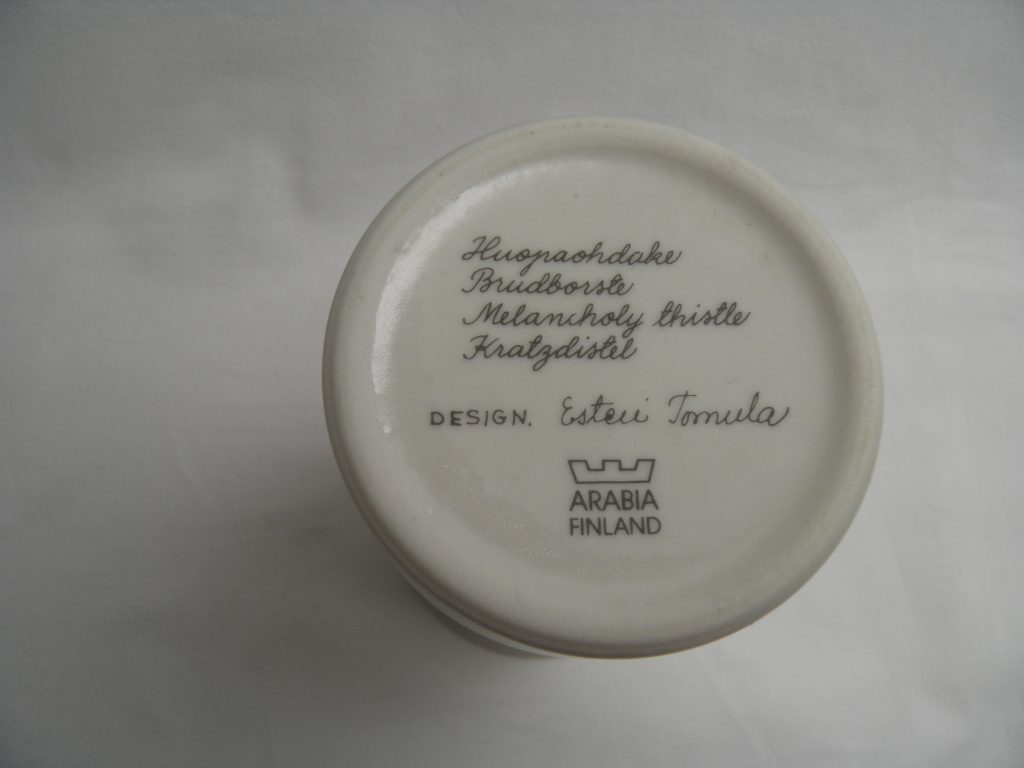 Huopaohdake
Brudborste
Melancholy thistle
Kratzdistel
DESIGN. Esteri Tomula
ARABIA
FINLAND